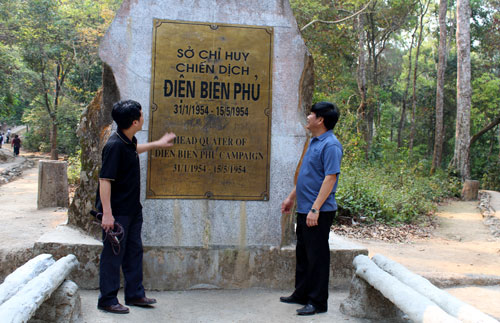 SỞ CHỈ HUY
CHIẾN DỊCH
ĐIỆN BIÊN PHỦ
31/1/1954 - 15/5/1954
HEAD QUATER OF
DIEN BIEN PHU CAMPAIGN
31/1/1954 - 15/5/1954